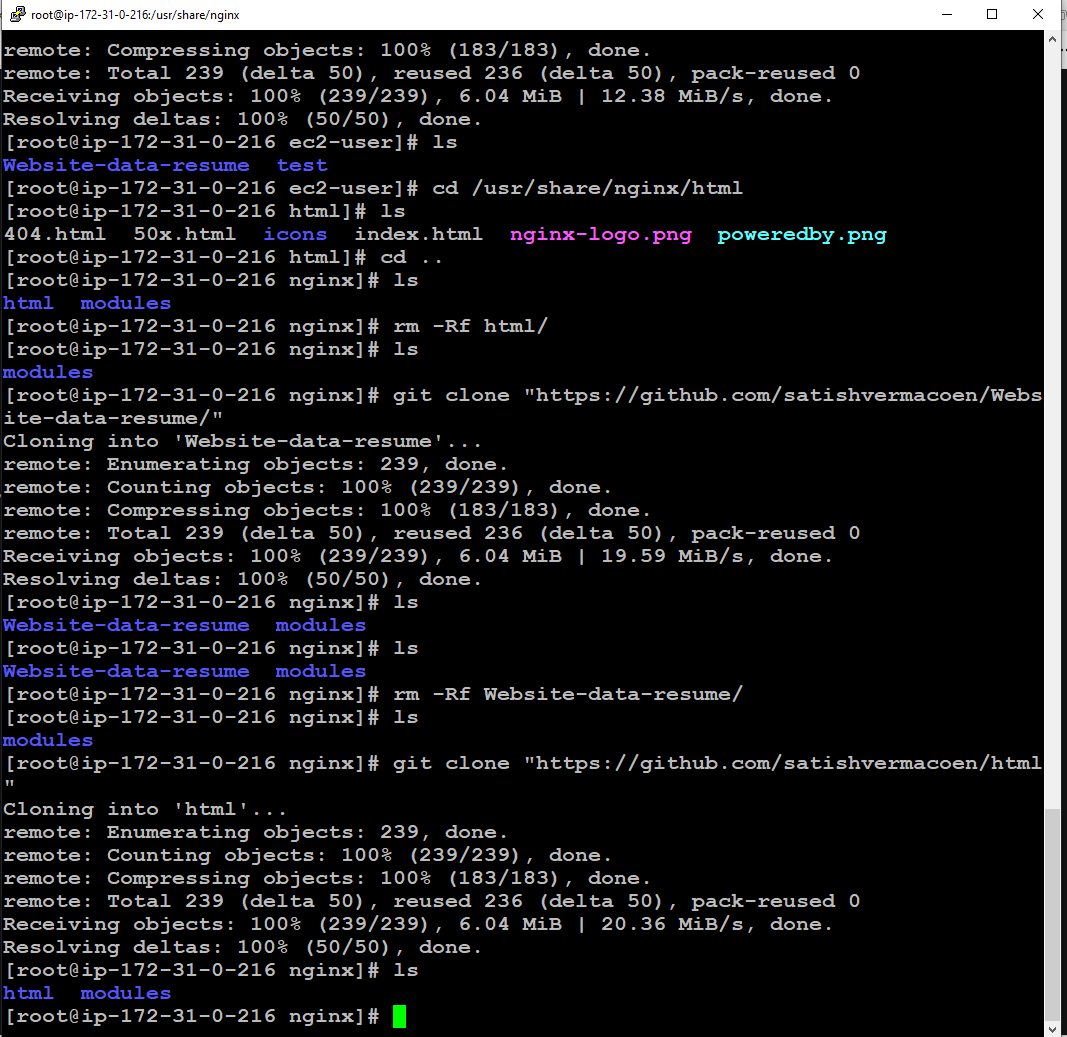 root@ip-172-31-0-216:/usr/share/nginx
remote: Compressing objects: 100% (183/183), done.
remote: Total 239 (delta 50), reused 236 (delta 50), pack-reused 0
Receiving objects: 100% (239/239), 6.04 MiB | 12.38 MiB/s, done.
Resolving deltas: 100% (50/50), done.
[root@ip-172-31-0-216 ec2-user]# ls
Website-data-resume  test
[root@ip-172-31-0-216 ec2-user]# cd /usr/share/nginx/html
[root@ip-172-31-0-216 html]# ls
404.html  50x.html  icons  index.html  nginx-logo.png  poweredby.png
[root@ip-172-31-0-216 html]# cd ..
[root@ip-172-31-0-216 nginx]# ls
html  modules
[root@ip-172-31-0-216 nginx]# rm -Rf html/
[root@ip-172-31-0-216 nginx]# ls
modules
[root@ip-172-31-0-216 nginx]# git clone "https://github.com/satishvermacoen/Webs
ite-data-resume/"
Cloning into 'Website-data-resume'...
remote: Enumerating objects: 239, done.
remote: Counting objects: 100% (239/239), done.
remote: Compressing objects: 100% (183/183), done.
remote: Total 239 (delta 50), reused 236 (delta 50), pack-reused 0
Receiving objects: 100% (239/239), 6.04 MiB | 19.59 MiB/s, done.
Resolving deltas: 100% (50/50), done.
[root@ip-172-31-0-216 nginx]# ls
Website-data-resume  modules
[root@ip-172-31-0-216 nginx]# ls
Website-data-resume  modules
[root@ip-172-31-0-216 nginx]# rm -Rf Website-data-resume/
[root@ip-172-31-0-216 nginx]# ls
modules
[root@ip-172-31-0-216 nginx]# git clone "https://github.com/satishvermacoen/html
"
Cloning into 'html'...
remote: Enumerating objects: 239, done.
remote: Counting objects: 100% (239/239), done.
remote: Compressing objects: 100% (183/183), done.
remote: Total 239 (delta 50), reused 236 (delta 50), pack-reused 0
Receiving objects: 100% (239/239), 6.04 MiB | 20.36 MiB/s, done.
Resolving deltas: 100% (50/50), done.
[root@ip-172-31-0-216 nginx]# ls
html  modules
[root@ip-172-31-0-216 nginx]#